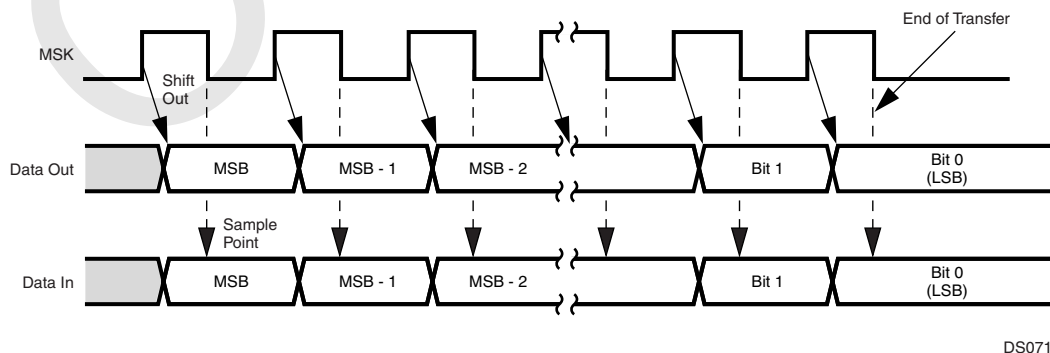 End of Transfer
MSK
Shift
Out
Data Out
MSB
MSB - 1
MSB - 2
Bit 1
Bit 0
(LSB)
Sample
Point
Data In
MSB
MSB - 1
MSB - 2
Bit 1
Bit 0
(LSB)
DS071